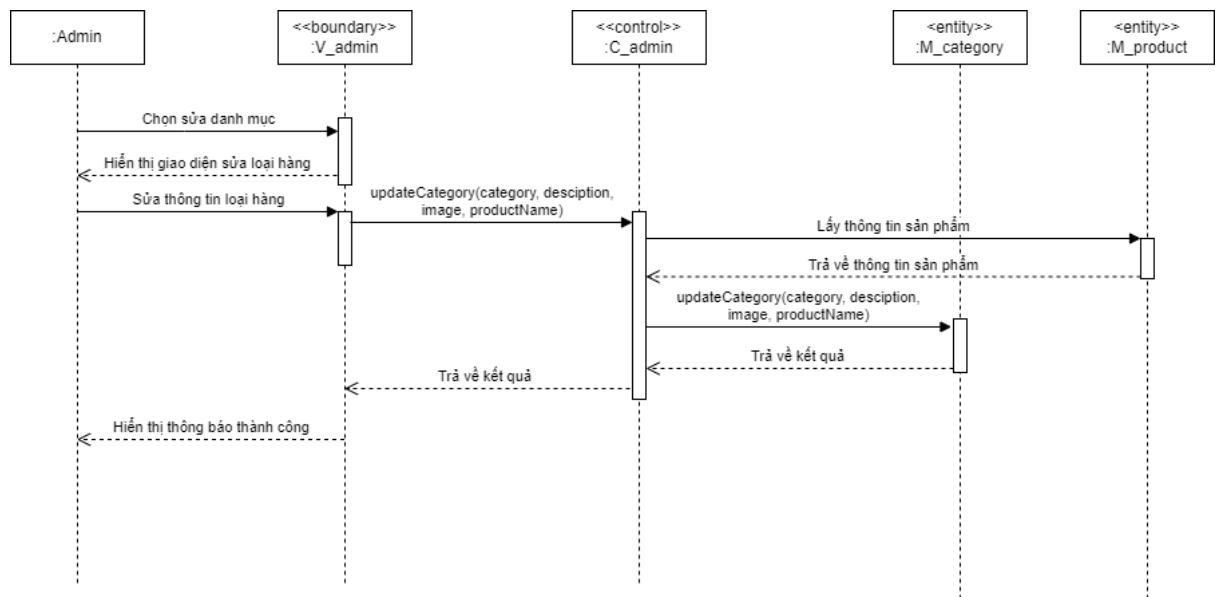 :Admin
<<boundary>>
:V_admin
<<control>>
:C_admin
<entity>>
:M_category
<entity>>
:M_product
Chọn sửa danh mục
Hiển thị giao diện sửa loại hàng
Sửa thông tin loại hàng
updateCategory(category, desciption,
image, productName)
Lấy thông tin sản phẩm
Trả về thông tin sản phẩm
updateCategory(category, desciption,
image, productName)
Trả về kết quả
Trả về kết quả
Hiển thị thông báo thành công